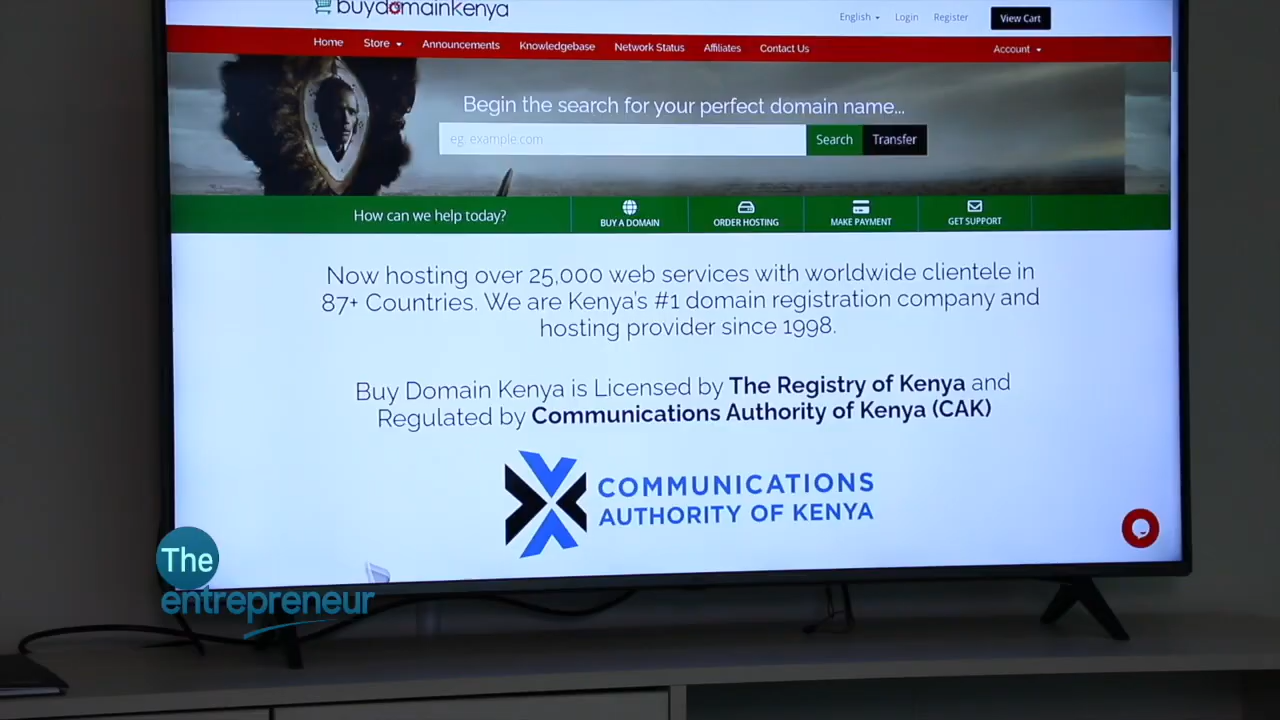 buydomainkenya
English Login Register View Cart
Home Store Announcements Knowledgebase Network Status Affiliates Contact Us Account
Begin the search for your perfect domain name...
eg. example.com Search Transfer
How can we help today? BUY A DOMAIN ORDER HOSTING MAKE PAYMENT GET SUPPORT
Now hosting over 25,000 web services with worldwide clientele in
87+ Countries. We are Kenya's #1 domain registration company and
hosting provider since 1998.
Buy Domain Kenya is Licensed by The Registry of Kenya and
Regulated by Communications Authority of Kenya (CAK)
COMMUNICATIONS
AUTHORITY OF KENYA
The
entrepreneur